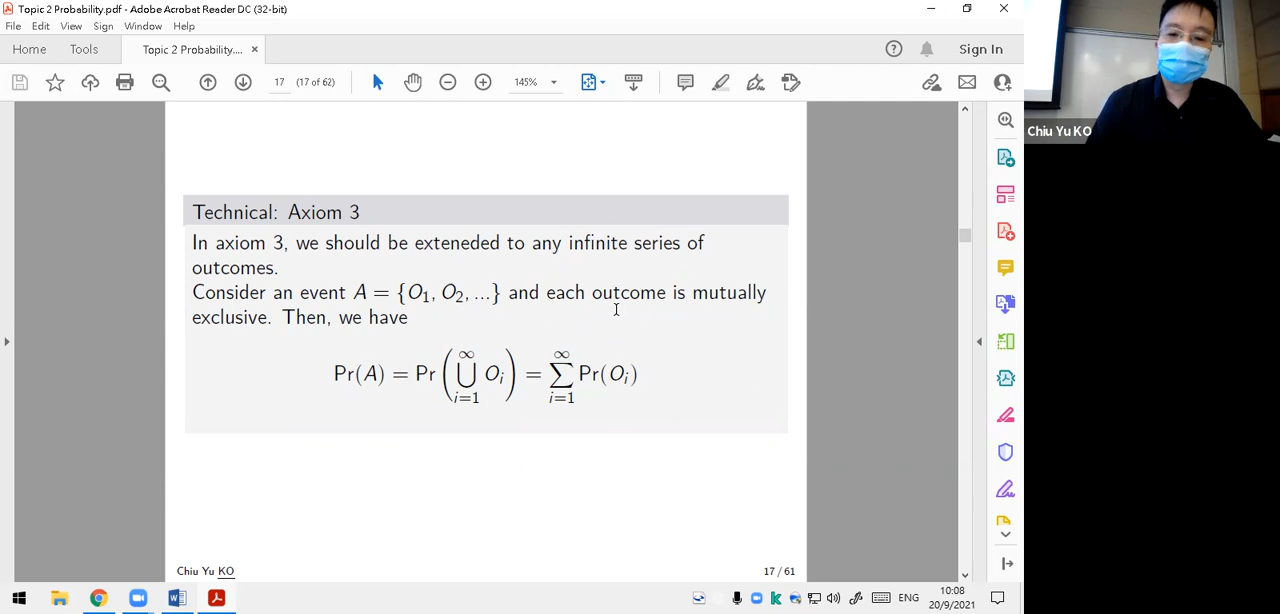 Topic 2 Probability.pdf - Adobe Acrobat Reader DC (32-bit)
File Edit View Sign Window Help
Home Tools Topic 2 Probability.... × Sign In
17 (17 of 62) 145%
Chiu Yu KO
Technical: Axiom 3
In axiom 3, we should be exteneded to any infinite series of
outcomes.
Consider an event A = {O₁, O₂, ...} and each outcome is mutually
exclusive. Then, we have
Pr(A) = Pr(⋃_{i=1}^{∞} O_i) = ∑_{i=1}^{∞} Pr(O_i)
Chiu Yu KO 17 / 61
ENG 10:08
20/9/2021